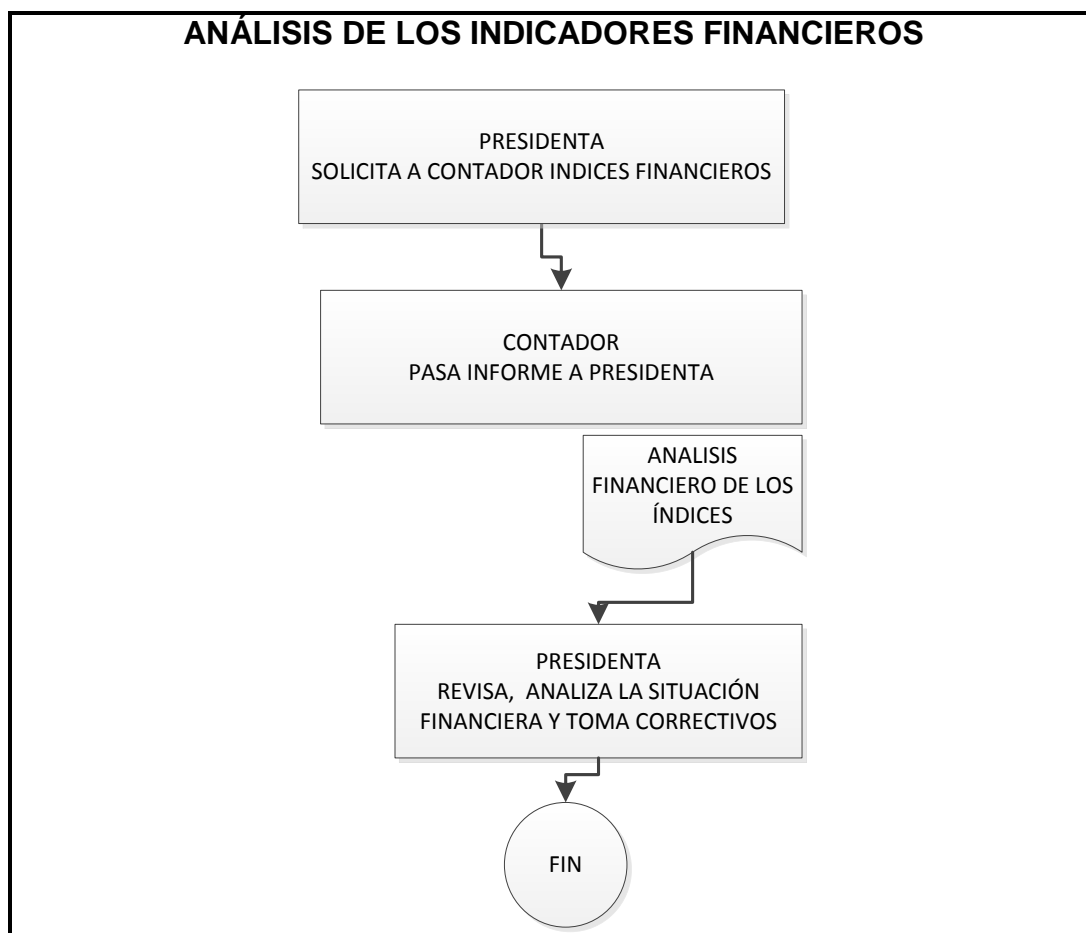 ANÁLISIS DE LOS INDICADORES FINANCIEROS
PRESIDENTA
SOLICITA A CONTADOR INDICES FINANCIEROS
CONTADOR
PASA INFORME A PRESIDENTA
ANALISIS
FINANCIERO DE LOS
ÍNDICES
PRESIDENTA
REVISA, ANALIZA LA SITUACIÓN
FINANCIERA Y TOMA CORRECTIVOS
FIN